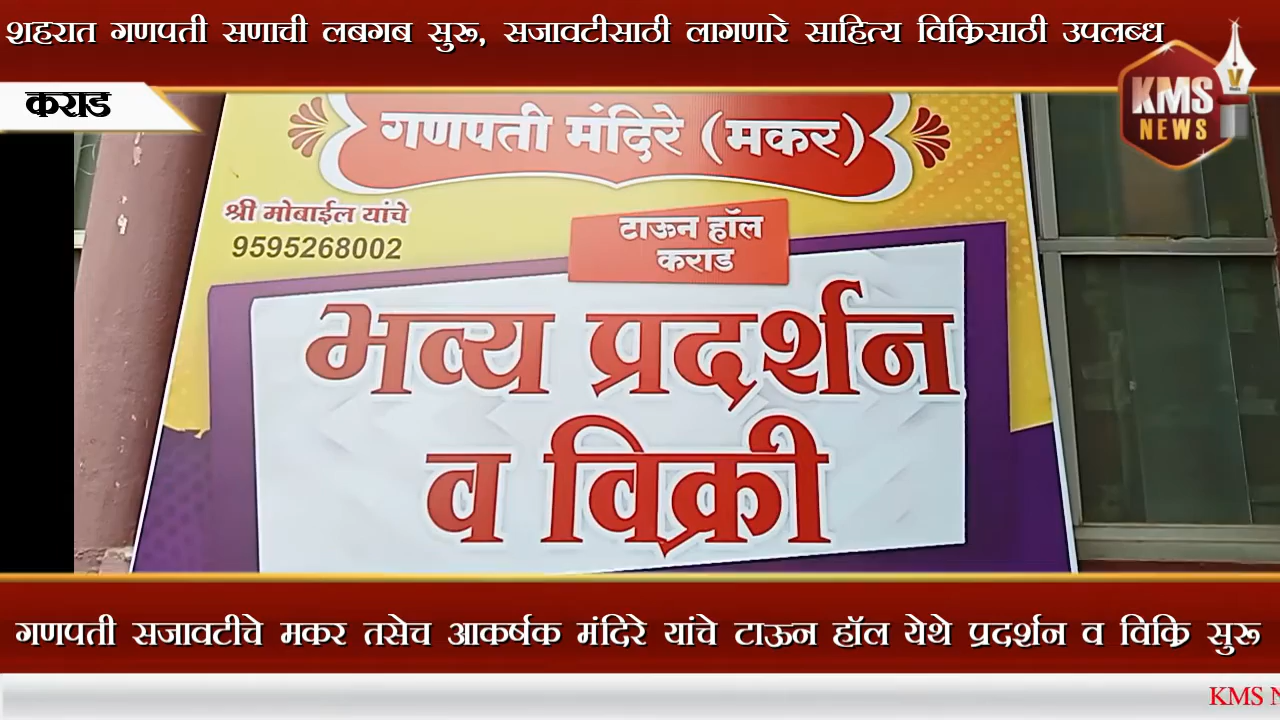 शहरात गणपती सणाची लबगब सुरू, सजावटीसाठी लागणारे साहित्य विक्रिसाठी उपलब्ध
कराड
KMS
NEWS
V
गणपती मंदिरे (मकर)
श्री मोबाईल यांचे
9595268002
टाऊन हॉल
कराड
भव्य प्रदर्शन
व विक्री
गणपती सजावटीचे मकर तसेच आकर्षक मंदिरे यांचे टाऊन हॉल येथे प्रदर्शन व विक्रि सुरू
KMS N